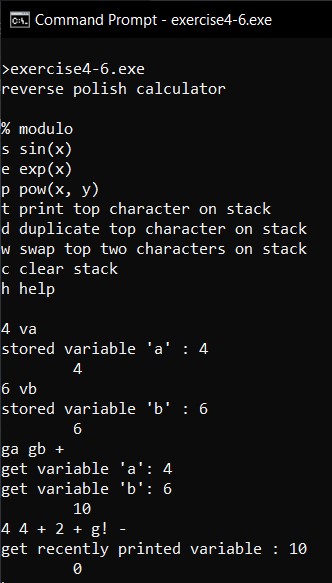 Command Prompt - exercise4-6.exe
>exercise4-6.exe
reverse polish calculator
% modulo
s sin(x)
e exp(x)
p pow(x, y)
t print top character on stack
d duplicate top character on stack
w swap top two characters on stack
c clear stack
h help
4 va
stored variable 'a' : 4
4
6 vb
stored variable 'b' : 6
6
ga gb +
get variable 'a': 4
get variable 'b': 6
10
4 4 + 2 + g! -
get recently printed variable : 10
0